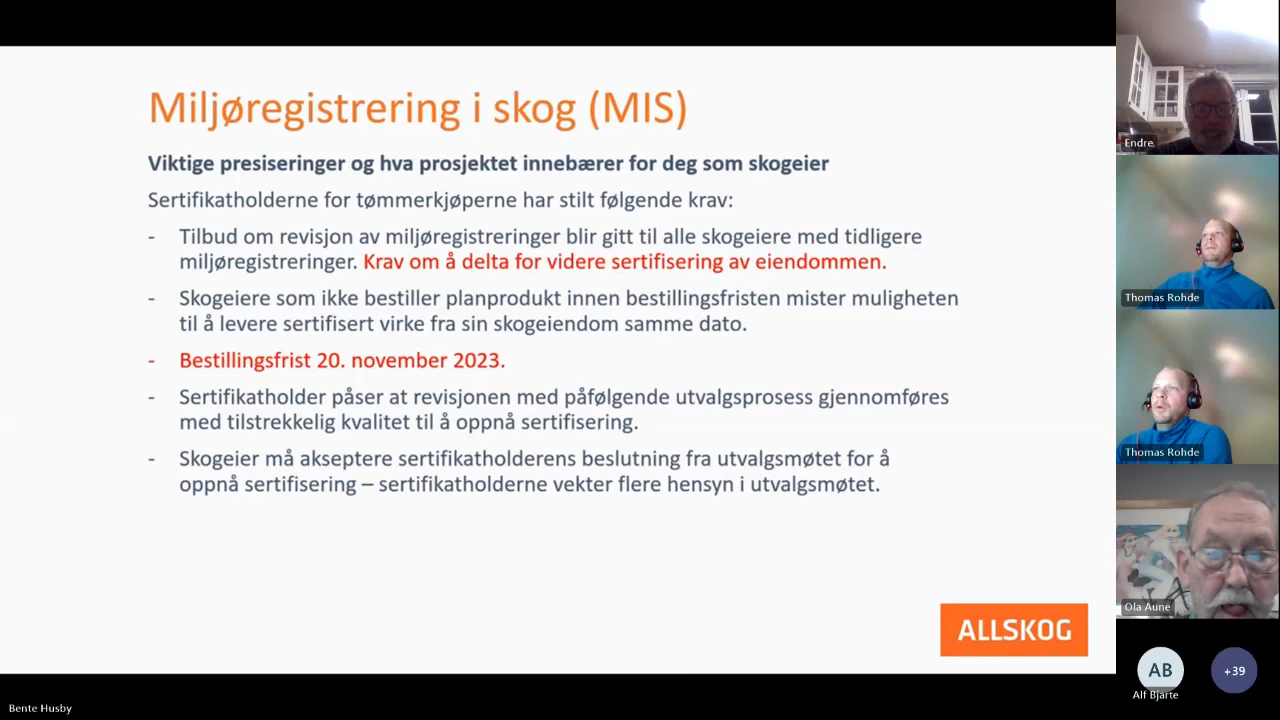 Miljøregistrering i skog (MIS)
Viktige presiseringer og hva prosjektet innebærer for deg som skogeier
Sertifikatholderne for tømmerkjøperne har stilt følgende krav:
- Tilbud om revisjon av miljøregistreringer blir gitt til alle skogeiere med tidligere
miljøregistreringer. Krav om å delta for videre sertifisering av eiendommen.
- Skogeiere som ikke bestiller planprodukt innen bestillingsfristen mister muligheten
til å levere sertifisert virke fra sin skogeiendom samme dato.
- Bestillingsfrist 20. november 2023.
- Sertifikatholder påser at revisjonen med påfølgende utvalgsprosess gjennomføres
med tilstrekkelig kvalitet til å oppnå sertifisering.
- Skogeier må akseptere sertifikatholderens beslutning fra utvalgsmøtet for å
oppnå sertifisering – sertifikatholderne vekter flere hensyn i utvalgsmøtet.
ALLSKOG
Endre
Thomas Rohde
Thomas Rohde
Ola Aune
AB
+39
Alf Bjarte
Bente Husby